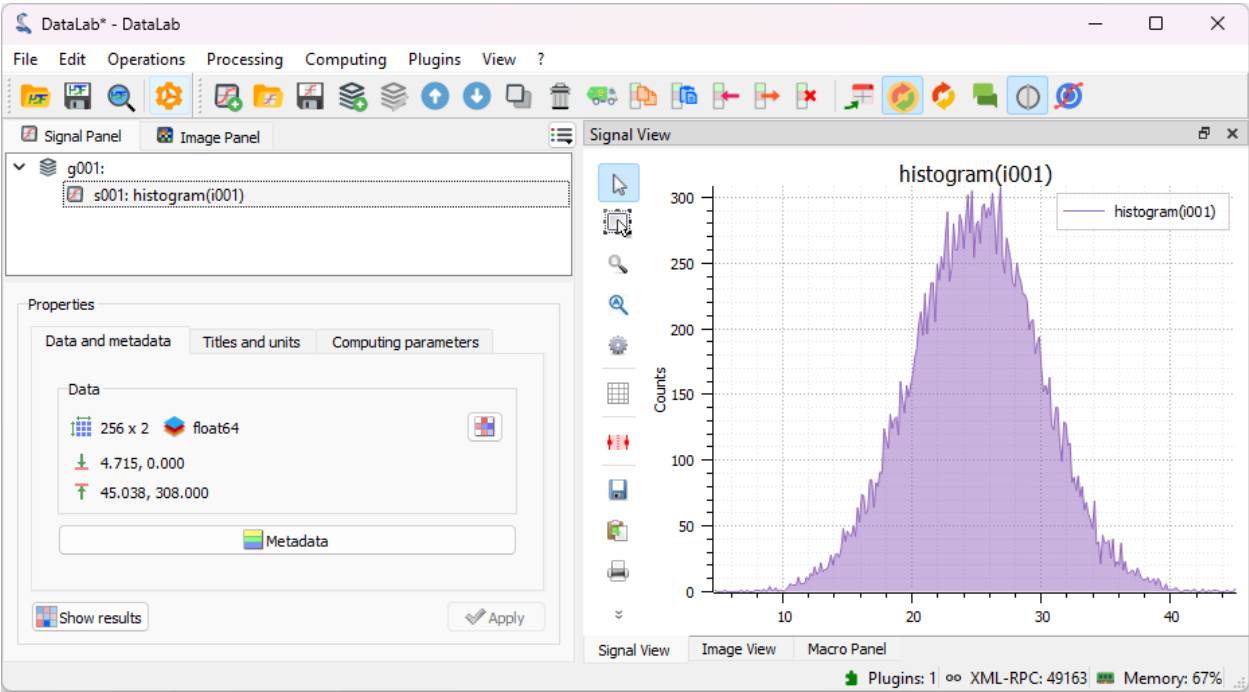 DataLab* - DataLab
File Edit Operations Processing Computing Plugins View ?
Signal Panel Image Panel
g001:
s001: histogram(i001)
Properties
Data and metadata Titles and units Computing parameters
Data
256 x 2 float64
4.715, 0.000
45.038, 308.000
Metadata
Show results Apply
Signal View
histogram(i001)
histogram(i001)
Counts
300
250
200
150
100
50
0
10 20 30 40
Signal View Image View Macro Panel
Plugins: 1 XML-RPC: 49163 Memory: 67%